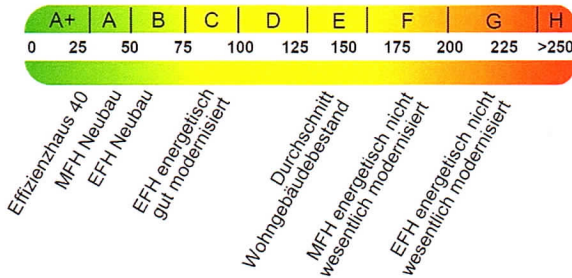 A+ A B C D E F G H
0 25 50 75 100 125 150 175 200 225 >250
Effizienzhaus 40
MFH Neubau
EFH Neubau
EFH energetisch
gut modernisiert
Durchschnitt
Wohngebäudebestand
MFH energetisch nicht
wesentlich modernisiert
EFH energetisch nicht
wesentlich modernisiert